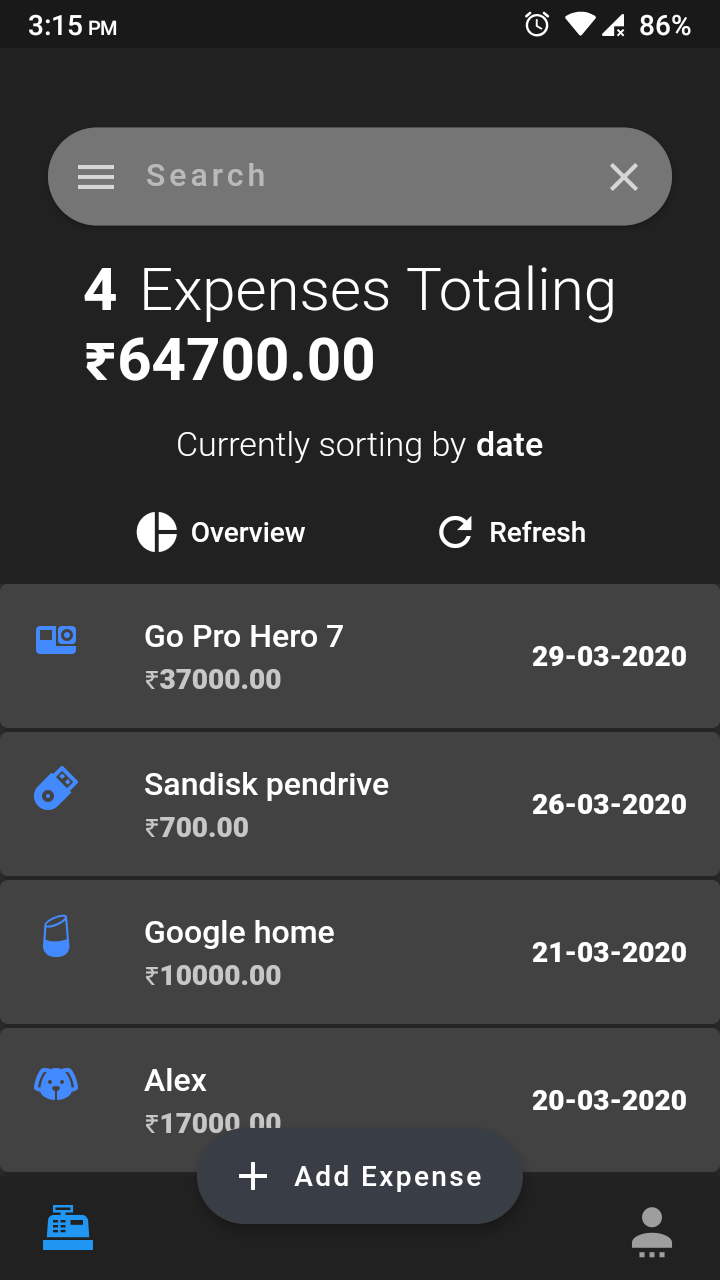 3:15 PM 86%
Search
4 Expenses Totaling
₹64700.00
Currently sorting by date
Overview Refresh
Go Pro Hero 7
₹37000.00
29-03-2020
Sandisk pendrive
₹700.00
26-03-2020
Google home
₹10000.00
21-03-2020
Alex
₹17000.00
20-03-2020
Add Expense